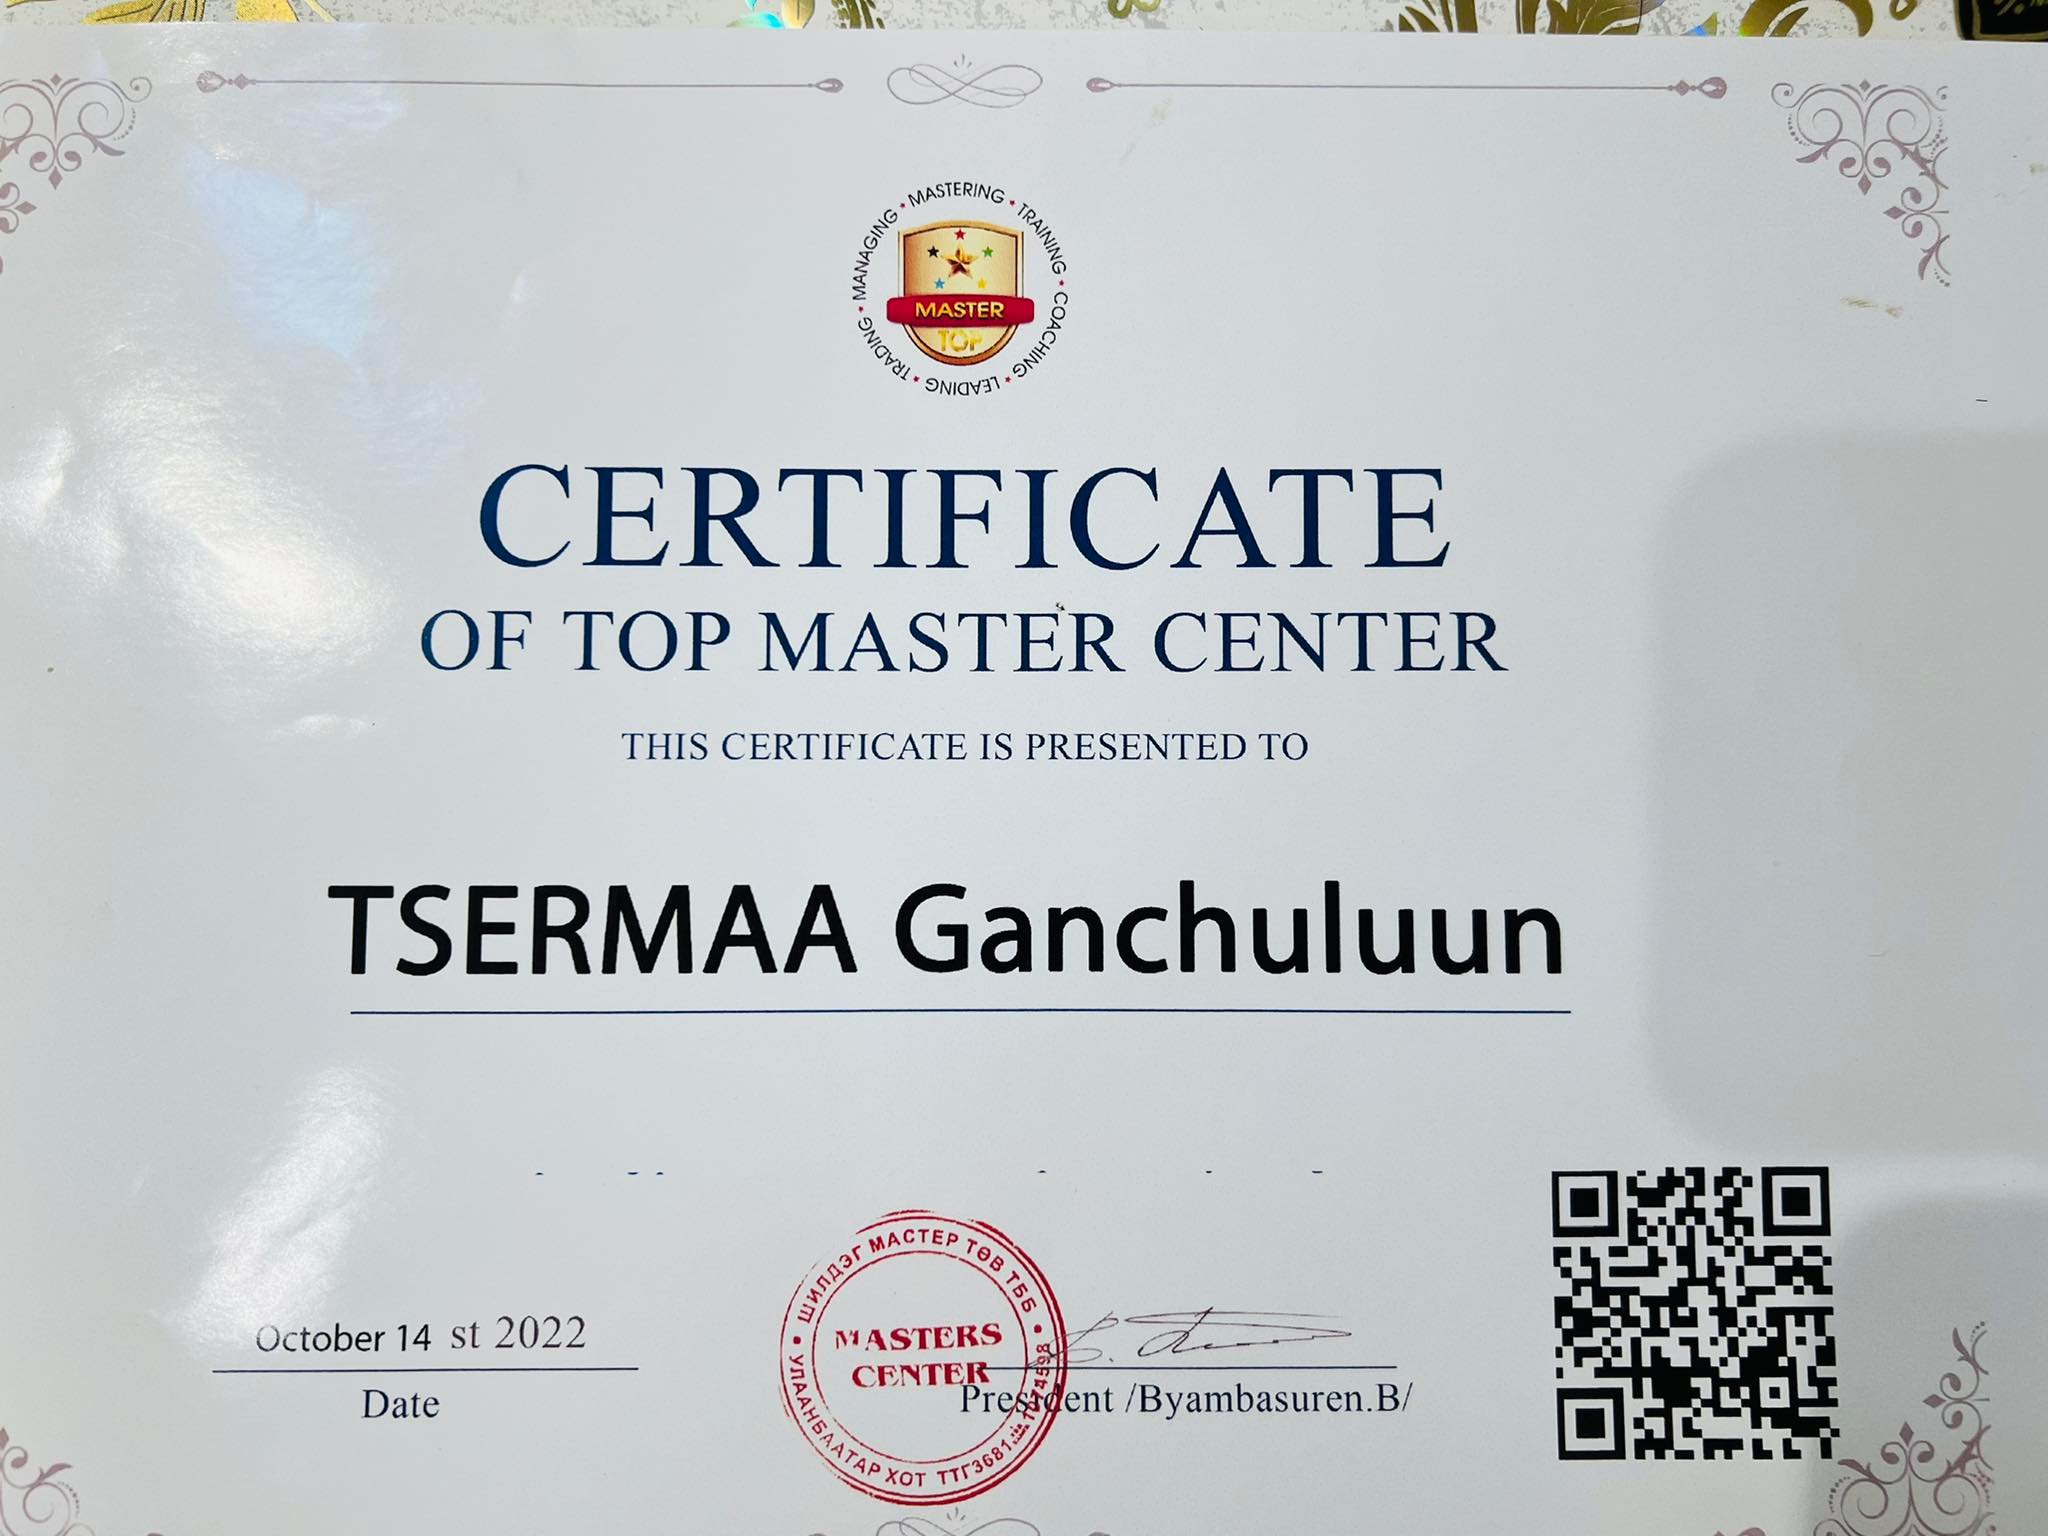 MANAGING ★ MASTERING ★ TRAINING ★ COACHING ★ LEADING ★ TRADING ★
MASTER
TOP
CERTIFICATE
OF TOP MASTER CENTER
THIS CERTIFICATE IS PRESENTED TO
TSERMAA Ganchuluun
October 14 st 2022
Date
ШИЛДЭГ МАСТЕР ТӨВ ТББ
MASTERS
CENTER
УЛААНБААТАР ХОТ ТТГ3681
President /Byambasuren.B/